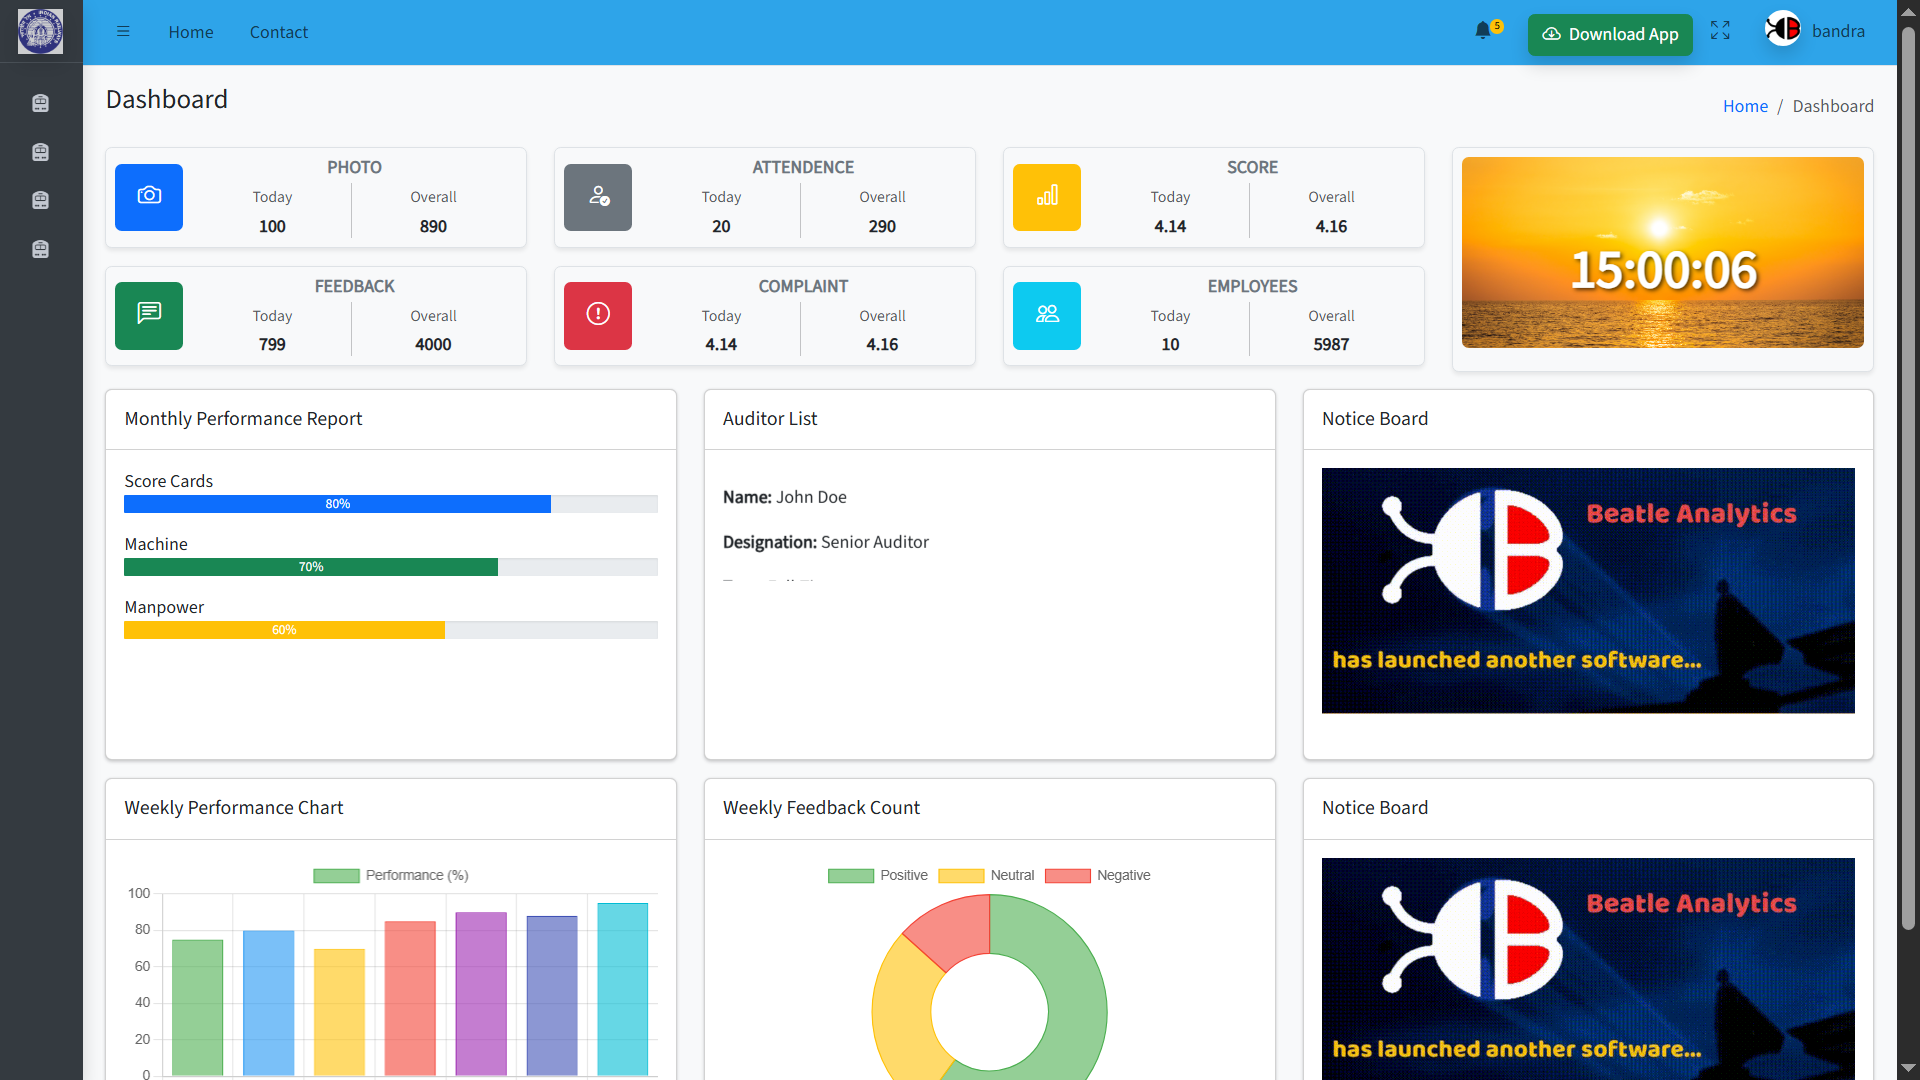 Home
Contact
5
Download App
bandra
Dashboard
Home / Dashboard
PHOTO
Today
Overall
100
890
ATTENDENCE
Today
Overall
20
290
SCORE
Today
Overall
4.14
4.16
15:00:06
FEEDBACK
Today
Overall
799
4000
COMPLAINT
Today
Overall
4.14
4.16
EMPLOYEES
Today
Overall
10
5987
Monthly Performance Report
Score Cards
80%
Machine
70%
Manpower
60%
Auditor List
Name: John Doe
Designation: Senior Auditor
Notice Board
Beatle Analytics
has launched another software...
Weekly Performance Chart
Performance (%)
100
80
60
40
20
0
Weekly Feedback Count
Positive
Neutral
Negative
Notice Board
Beatle Analytics
has launched another software...